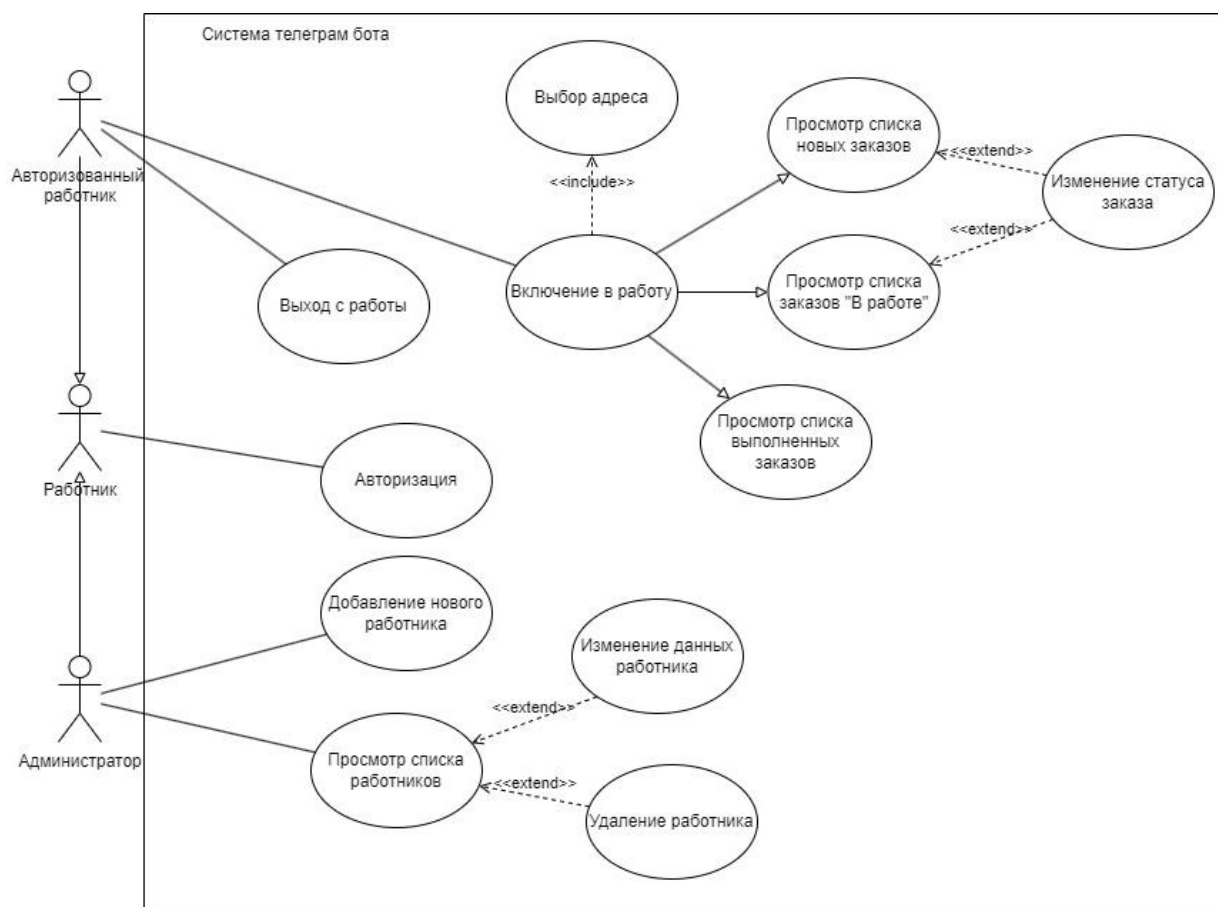 Система телеграм бота
Выбор адреса
Просмотр списка
новых заказов
<<extend>>
Авторизованный
работник
<<include>>
Изменение статуса
заказа
<<extend>>
Выход с работы
Включение в работу
Просмотр списка
заказов "В работе"
Просмотр списка
выполненных
заказов
Работник
Авторизация
Добавление нового
работника
Изменение данных
работника
<<extend>>
Администратор
Просмотр списка
работников
<<extend>>
Удаление работника